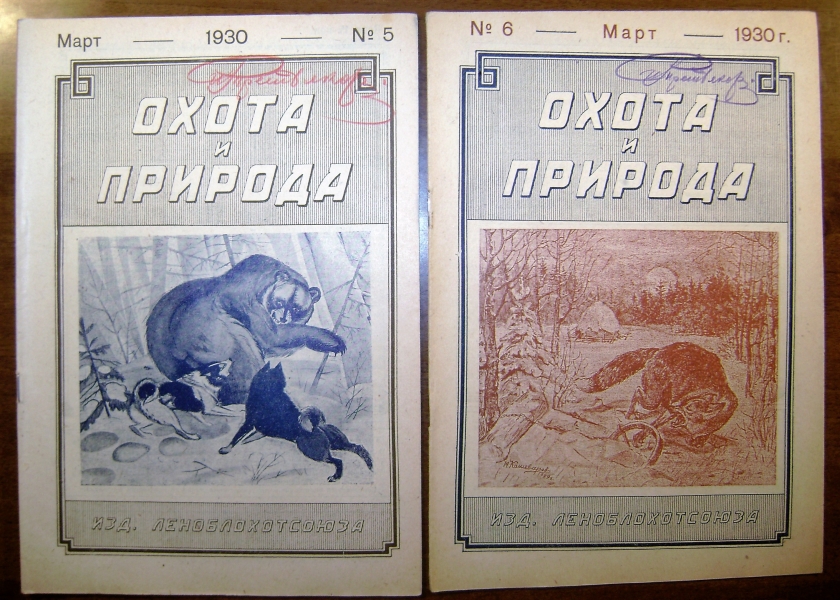 Март — 1930 — № 5
ОХОТА
и
ПРИРОДА
ИЗД. ЛЕНОБЛОХОТСОЮЗА
№ 6 — Март — 1930 г.
ОХОТА
и
ПРИРОДА
ИЗД. ЛЕНОБЛОХОТСОЮЗА